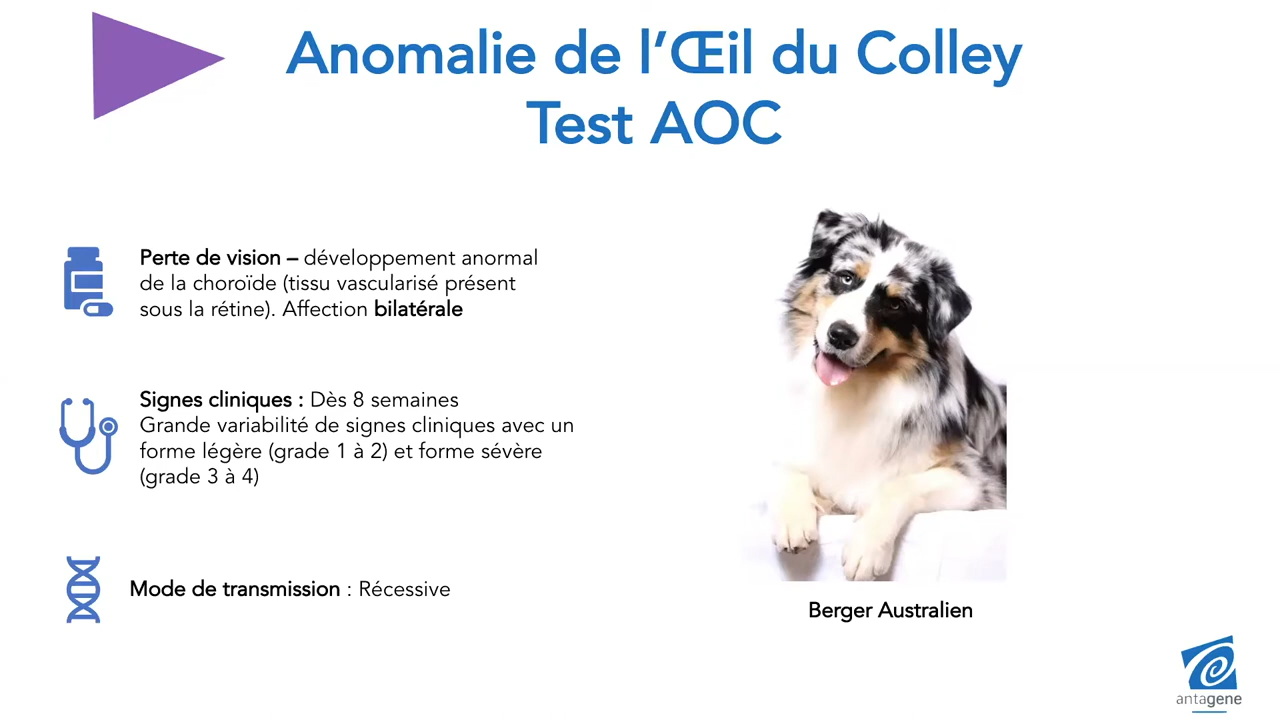 Anomalie de l’Œil du Colley
Test AOC
Perte de vision – développement anormal
de la choroïde (tissu vascularisé présent
sous la rétine). Affection bilatérale
Signes cliniques : Dès 8 semaines
Grande variabilité de signes cliniques avec un
forme légère (grade 1 à 2) et forme sévère
(grade 3 à 4)
Mode de transmission : Récessive
Berger Australien
antagene